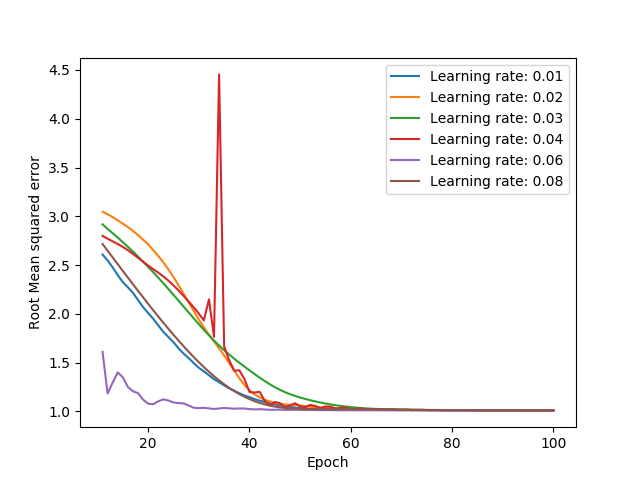 4.5
4.0
3.5
3.0
2.5
2.0
1.5
1.0
Root Mean squared error
Learning rate: 0.01
Learning rate: 0.02
Learning rate: 0.03
Learning rate: 0.04
Learning rate: 0.06
Learning rate: 0.08
20 40 60 80 100
Epoch